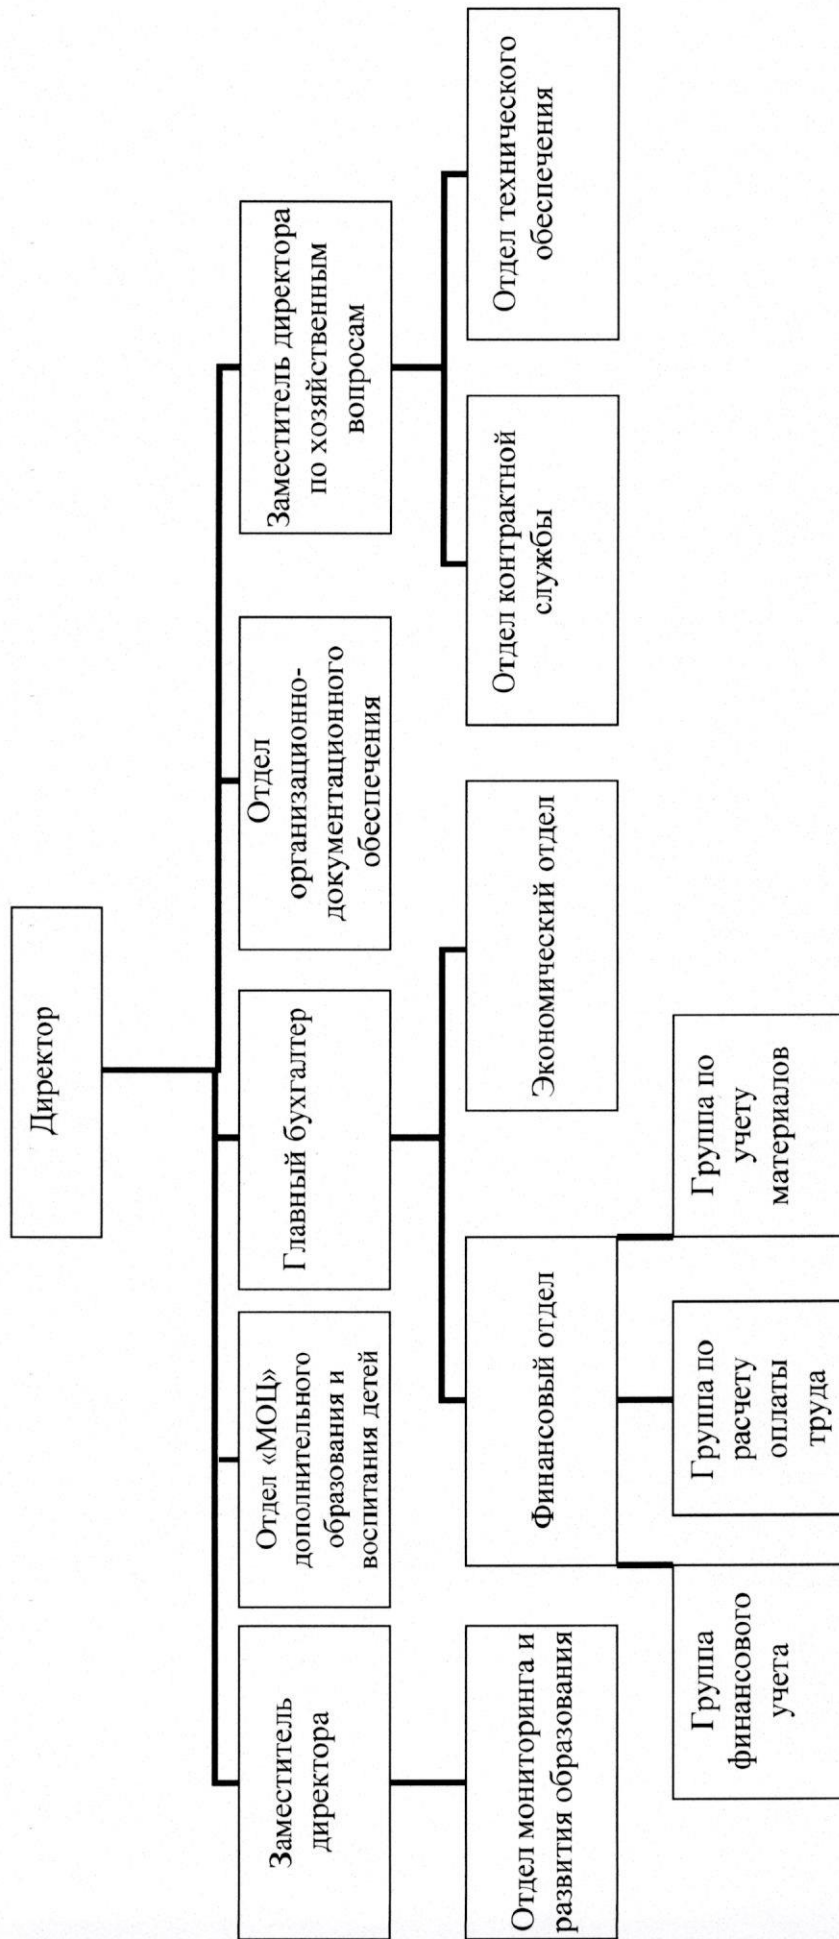 Директор
Заместитель
директора
Отдел «МОЦ»
дополнительного
образования и
воспитания детей
Главный бухгалтер
Отдел
организационно-
документационного
обеспечения
Заместитель директора
по хозяйственным
вопросам
Отдел мониторинга и
развития образования
Финансовый отдел
Экономический отдел
Отдел контрактной
службы
Отдел технического
обеспечения
Группа
финансового
учета
Группа по
расчету
оплаты
труда
Группа по
учету
материалов